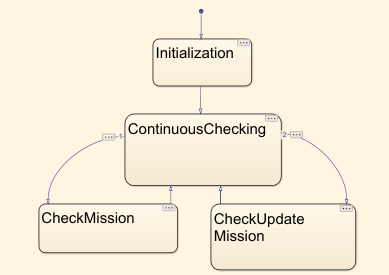 Initialization
ContinuousChecking
1
2
CheckMission
CheckUpdate
Mission